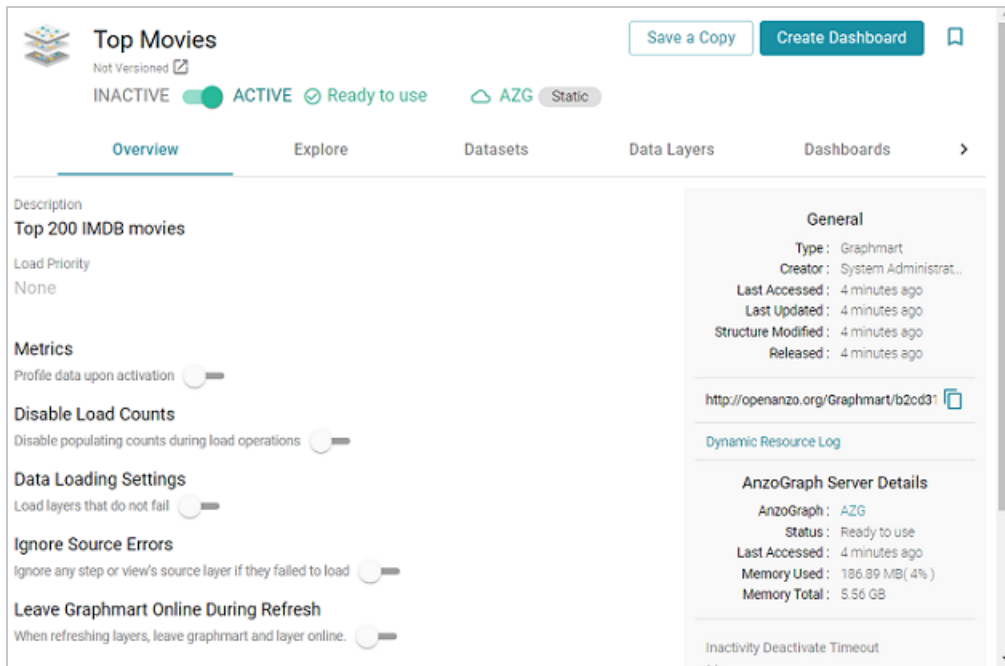 Top Movies
Save a Copy
Create Dashboard
Not Versioned
INACTIVE ACTIVE Ready to use AZG Static
Overview Explore Datasets Data Layers Dashboards
Description
Top 200 IMDB movies
Load Priority
None
Metrics
Profile data upon activation
Disable Load Counts
Disable populating counts during load operations
Data Loading Settings
Load layers that do not fail
Ignore Source Errors
Ignore any step or view's source layer if they failed to load
Leave Graphmart Online During Refresh
When refreshing layers, leave graphmart and layer online.
General
Type : Graphmart
Creator : System Administrat...
Last Accessed : 4 minutes ago
Last Updated : 4 minutes ago
Structure Modified : 4 minutes ago
Released : 4 minutes ago
http://openanzo.org/Graphmart/b2cd31
Dynamic Resource Log
AnzoGraph Server Details
AnzoGraph : AZG
Status : Ready to use
Last Accessed : 4 minutes ago
Memory Used : 186.89 MB( 4% )
Memory Total : 5.56 GB
Inactivity Deactivate Timeout